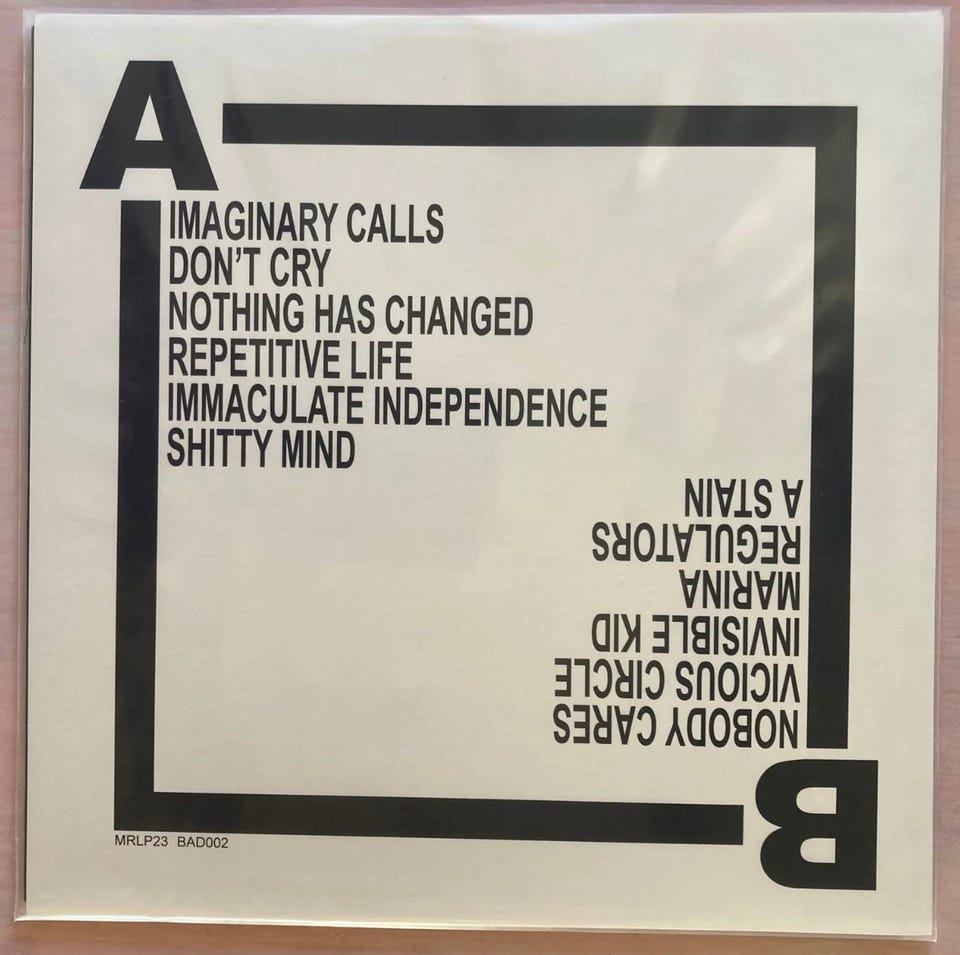 A
IMAGINARY CALLS
DON'T CRY
NOTHING HAS CHANGED
REPETITIVE LIFE
IMMACULATE INDEPENDENCE
SHITTY MIND
B
NOBODY CARES
VICIOUS CIRCLE
INVISIBLE KID
MARINA
REGULATORS
A STAIN
MRLP23 BAD002